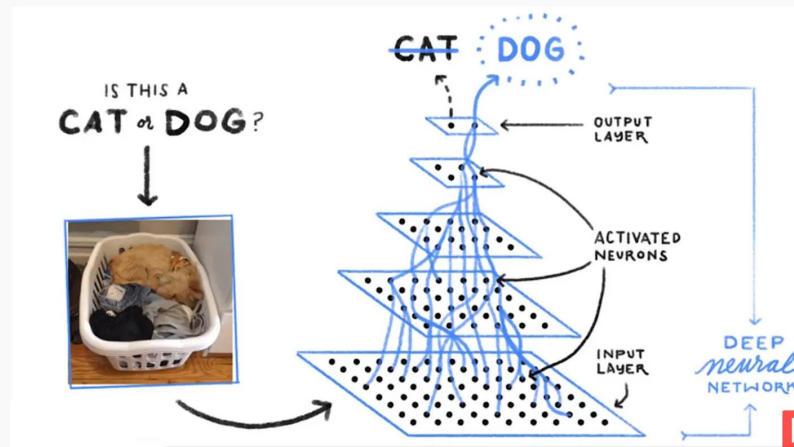 IS THIS A
CAT or DOG?
CAT DOG
OUTPUT
LAYER
ACTIVATED
NEURONS
INPUT
LAYER
DEEP
neural
NETWORK